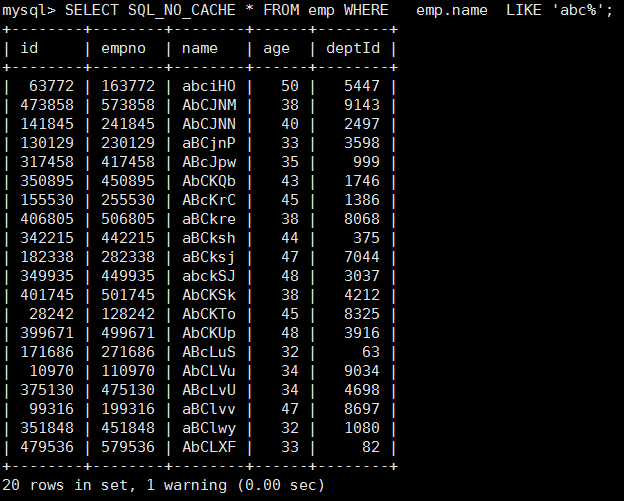 mysql> SELECT SQL_NO_CACHE * FROM emp WHERE   emp.name  LIKE 'abc%';
+--------+--------+--------+------+--------+
| id     | empno  | name   | age  | deptId |
+--------+--------+--------+------+--------+
|  63772 | 163772 | abciHO |   50 |   5447 |
| 473858 | 573858 | AbCJNM |   38 |   9143 |
| 141845 | 241845 | AbCJNN |   40 |   2497 |
| 130129 | 230129 | aBCjnP |   33 |   3598 |
| 317458 | 417458 | ABcJpw |   35 |    999 |
| 350895 | 450895 | AbCKQb |   43 |   1746 |
| 155530 | 255530 | ABcKrC |   45 |   1386 |
| 406805 | 506805 | aBCkre |   38 |   8068 |
| 342215 | 442215 | aBCksh |   44 |    375 |
| 182338 | 282338 | aBCksj |   47 |   7044 |
| 349935 | 449935 | abckSJ |   48 |   3037 |
| 401745 | 501745 | AbCKSk |   38 |   4212 |
|  28242 | 128242 | AbCKTo |   45 |   8325 |
| 399671 | 499671 | AbCKUp |   48 |   3916 |
| 171686 | 271686 | ABcLuS |   32 |     63 |
|  10970 | 110970 | AbCLVu |   34 |   9034 |
| 375130 | 475130 | ABcLvU |   34 |   4698 |
|  99316 | 199316 | aBClvv |   47 |   8697 |
| 351848 | 451848 | aBClwy |   32 |   1080 |
| 479536 | 579536 | AbCLXF |   33 |     82 |
+--------+--------+--------+------+--------+
20 rows in set, 1 warning (0.00 sec)